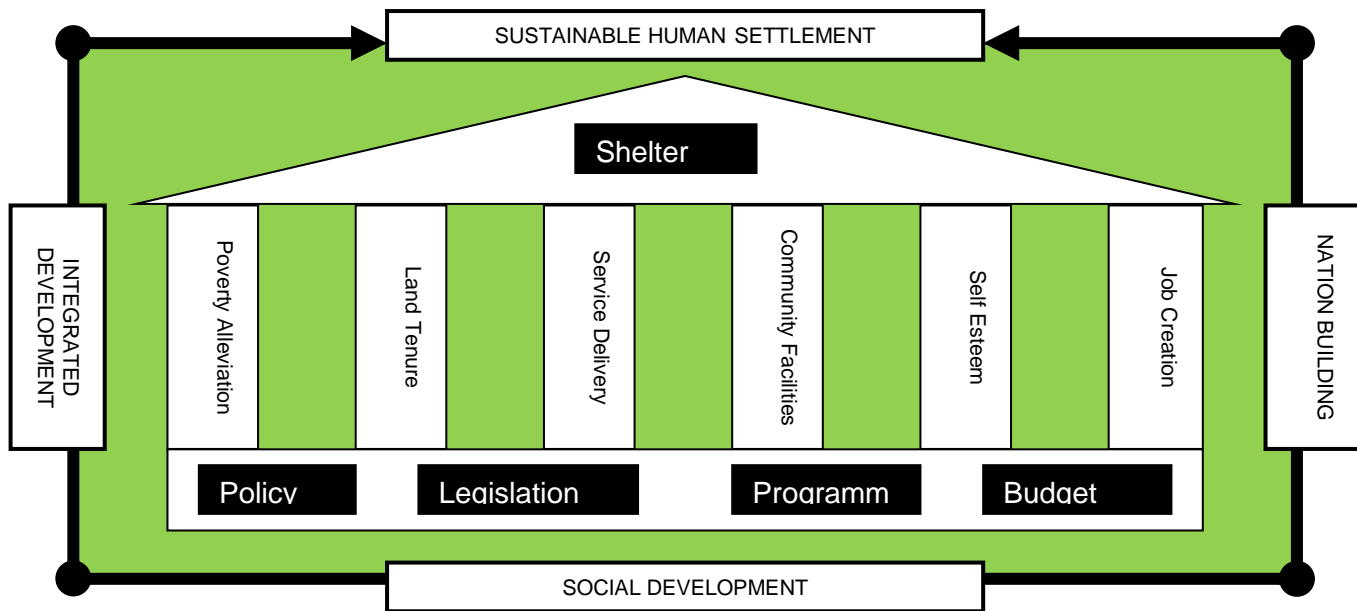 SUSTAINABLE HUMAN SETTLEMENT
Shelter
INTEGRATED
DEVELOPMENT
Poverty Alleviation
Land Tenure
Service Delivery
Community Facilities
Self Esteem
Job Creation
NATION BUILDING
Policy
Legislation
Programm
Budget
SOCIAL DEVELOPMENT